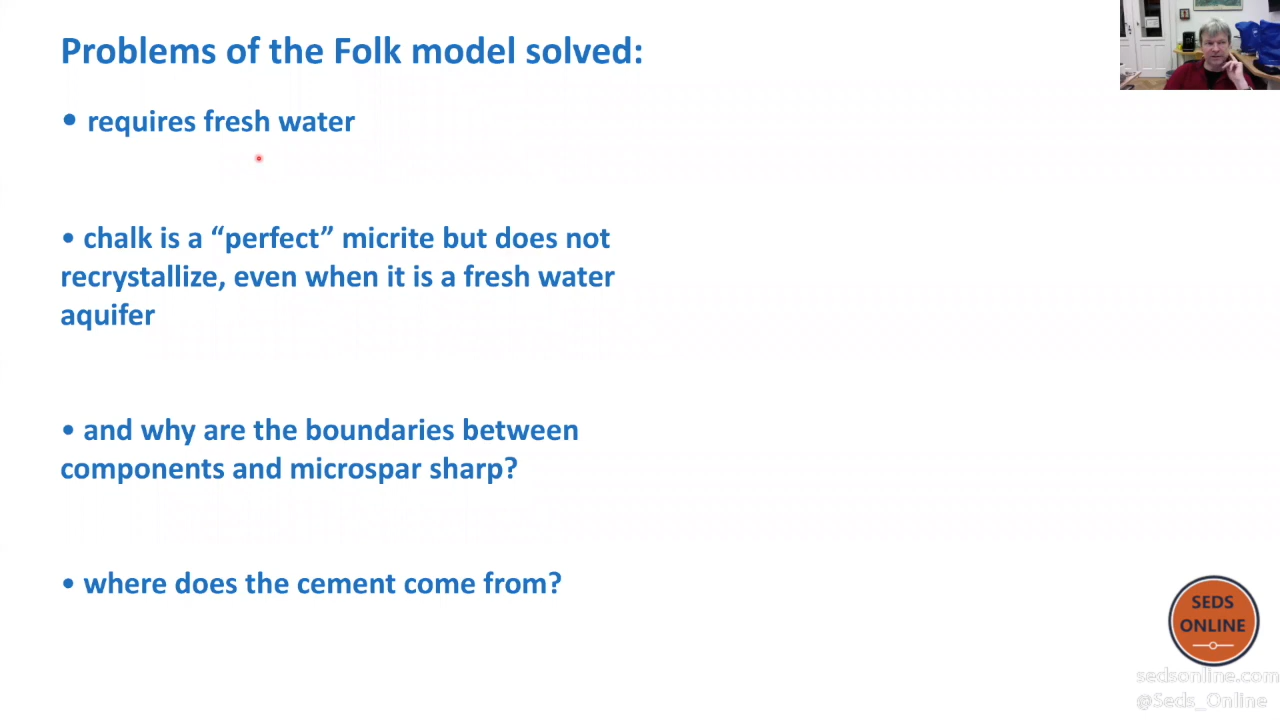 Problems of the Folk model solved:
• requires fresh water
• chalk is a “perfect” micrite but does not
recrystallize, even when it is a fresh water
aquifer
• and why are the boundaries between
components and microspar sharp?
• where does the cement come from?
SEDS
ONLINE
sedsonline.com
@Seds_Online